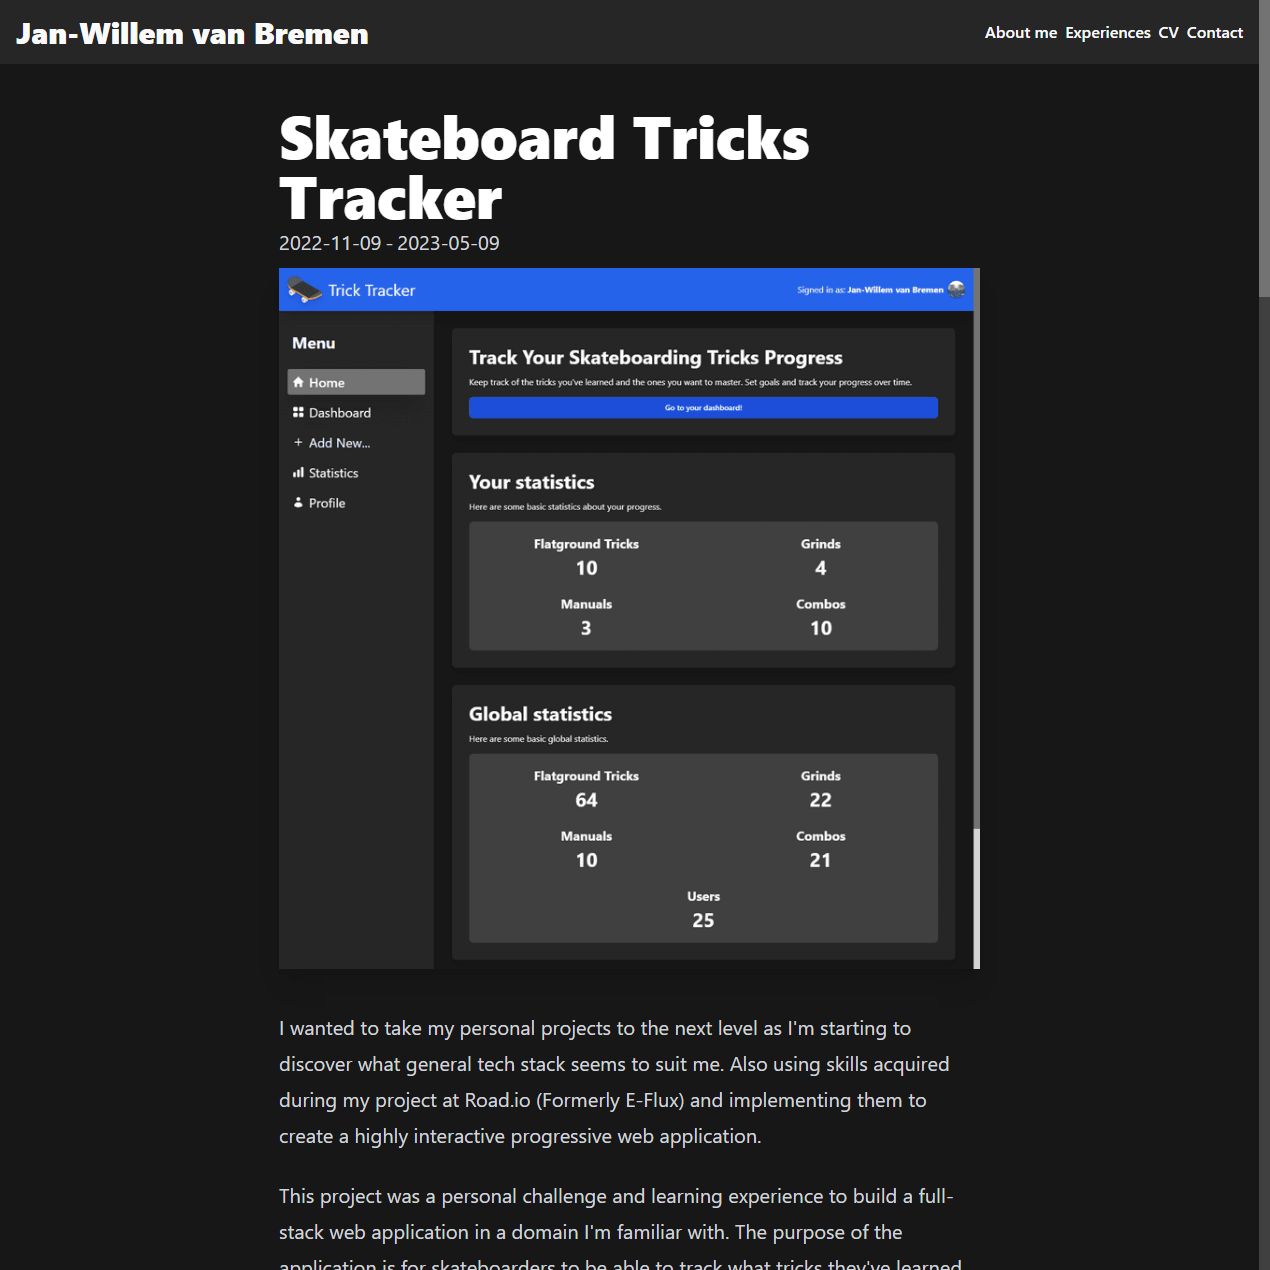 Jan-Willem van Bremen
About me Experiences CV Contact
Skateboard Tricks
Tracker
2022-11-09 - 2023-05-09
Trick Tracker
Signed in as: Jan-Willem van Bremen
Menu
Home
Dashboard
Add New...
Statistics
Profile
Track Your Skateboarding Tricks Progress
Keep track of the tricks you've learned and the ones you want to master. Set goals and track your progress over time.
Go to your dashboard!
Your statistics
Here are some basic statistics about your progress.
Flatground Tricks
10
Grinds
4
Manuals
3
Combos
10
Global statistics
Here are some basic global statistics.
Flatground Tricks
64
Grinds
22
Manuals
10
Combos
21
Users
25
I wanted to take my personal projects to the next level as I'm starting to
discover what general tech stack seems to suit me. Also using skills acquired
during my project at Road.io (Formerly E-Flux) and implementing them to
create a highly interactive progressive web application.
This project was a personal challenge and learning experience to build a full-
stack web application in a domain I'm familiar with. The purpose of the
application is for skateboarders to be able to track what tricks they've learned